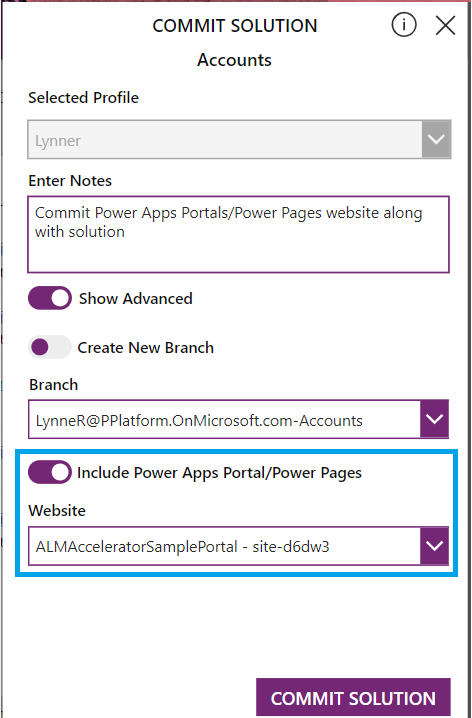 COMMIT SOLUTION
Accounts
Selected Profile
Lynner
Enter Notes
Commit Power Apps Portals/Power Pages website along
with solution
Show Advanced
Create New Branch
Branch
LynneR@PPlatform.OnMicrosoft.com-Accounts
Include Power Apps Portal/Power Pages
Website
ALMAcceleratorSamplePortal - site-d6dw3
COMMIT SOLUTION